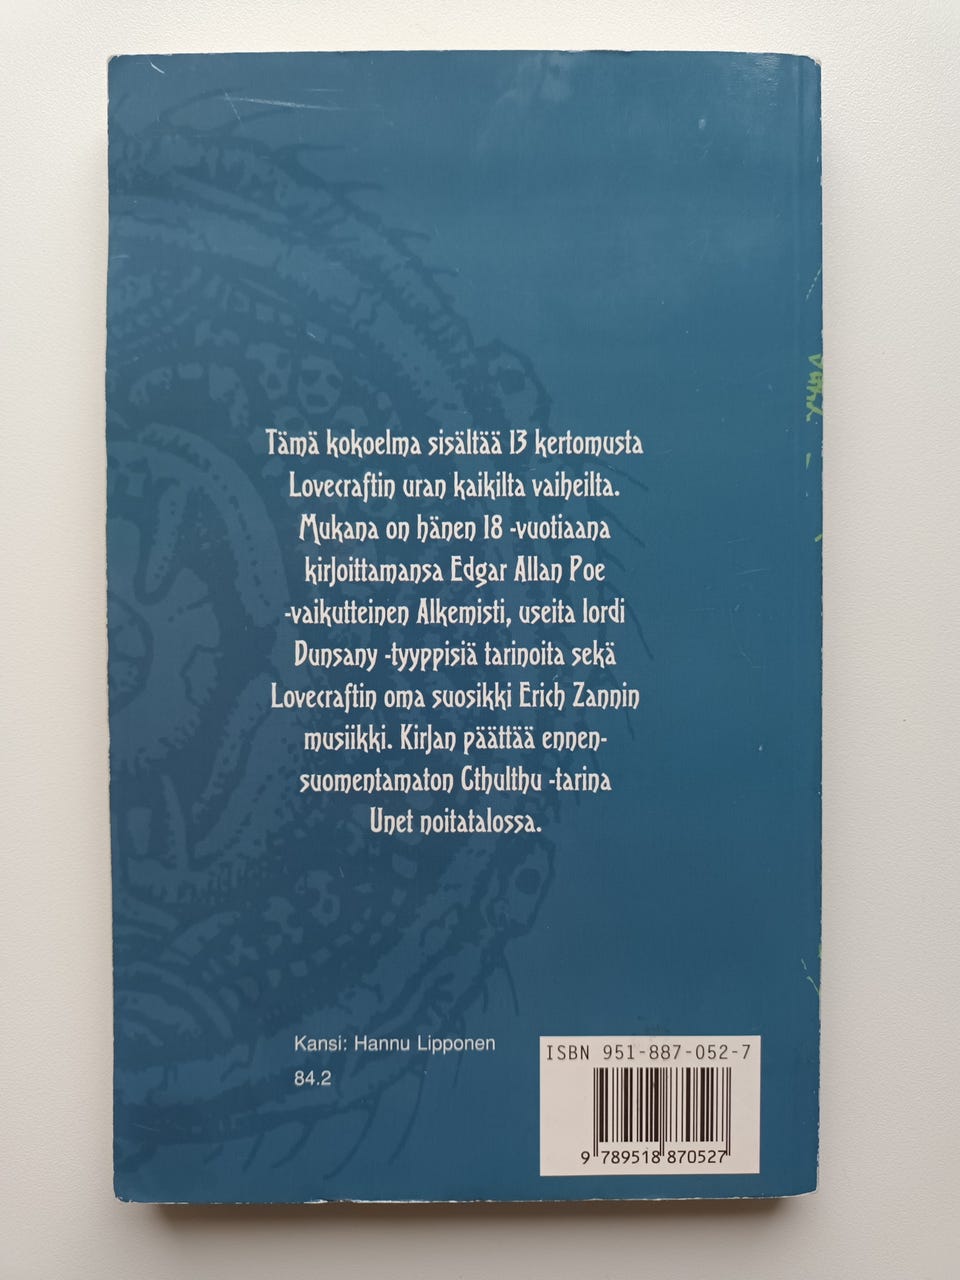 Tämä kokoelma sisältää 13 kertomusta
Lovecraftin uran kaikilta vaiheilta.
Mukana on hänen 18 -vuotiaana
kirjoittamansa Edgar Allan Poe
-vaikutteinen Alkemisti, useita lordi
Dunsany -tyyppisiä tarinoita sekä
Lovecraftin oma suosikki Erich Zannin
musiikki. Kirjan päättää ennen-
suomentamaton Cthulthu -tarina
Unet noitatalossa.
Kansi: Hannu Lipponen
84.2
ISBN 951-887-052-7
9 789518 870527